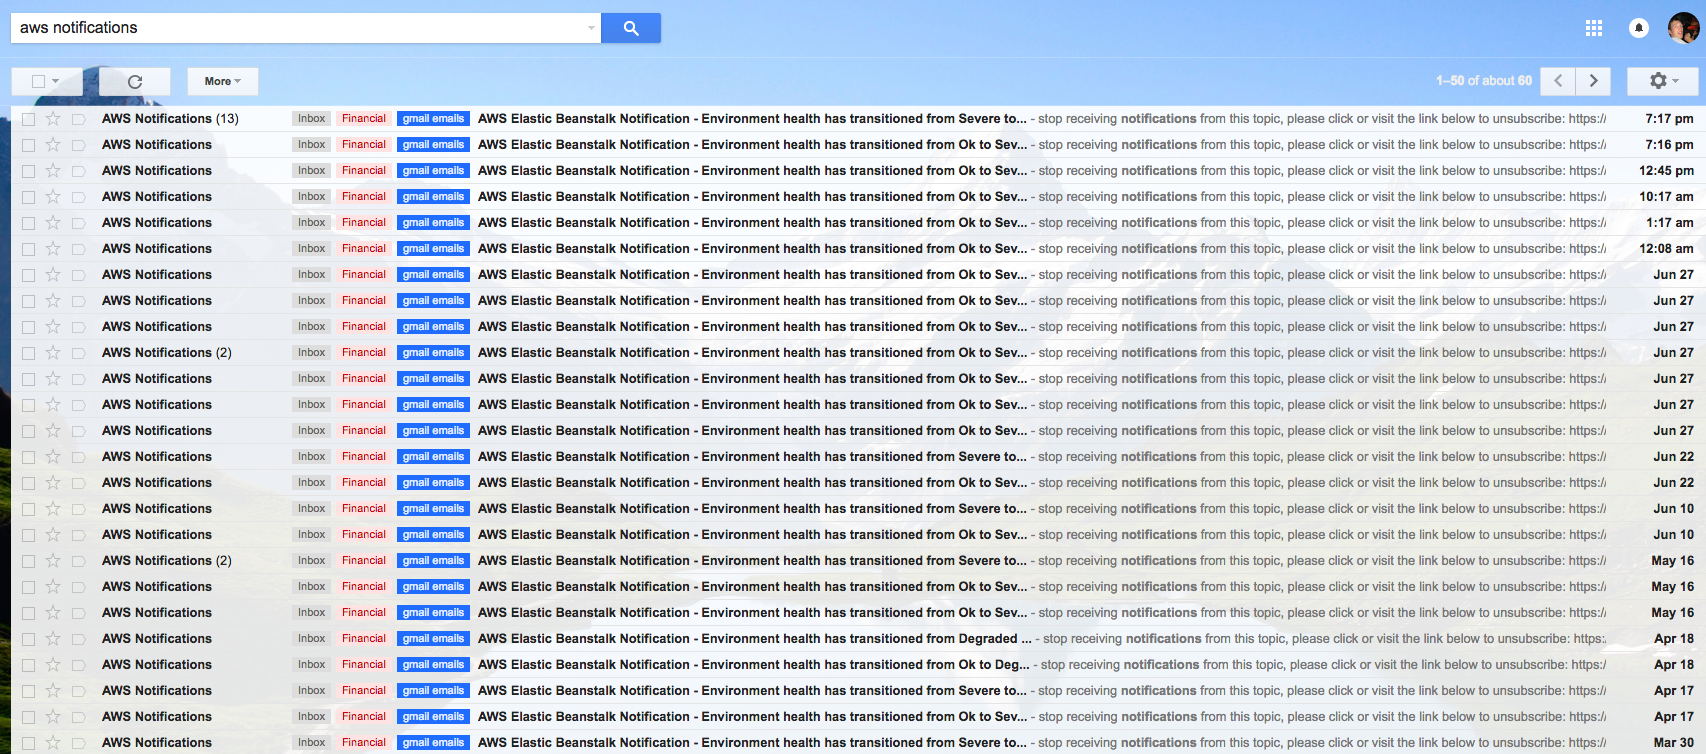 aws notifications
More
1–50 of about 60
AWS Notifications (13) Inbox Financial gmail emails AWS Elastic Beanstalk Notification - Environment health has transitioned from Severe to... - stop receiving notifications from this topic, please click or visit the link below to unsubscribe: https:/ 7:17 pm
AWS Notifications Inbox Financial gmail emails AWS Elastic Beanstalk Notification - Environment health has transitioned from Ok to Sev... - stop receiving notifications from this topic, please click or visit the link below to unsubscribe: https:/ 7:16 pm
AWS Notifications Inbox Financial gmail emails AWS Elastic Beanstalk Notification - Environment health has transitioned from Ok to Sev... - stop receiving notifications from this topic, please click or visit the link below to unsubscribe: https:/ 12:45 pm
AWS Notifications Inbox Financial gmail emails AWS Elastic Beanstalk Notification - Environment health has transitioned from Ok to Sev... - stop receiving notifications from this topic, please click or visit the link below to unsubscribe: https:/ 10:17 am
AWS Notifications Inbox Financial gmail emails AWS Elastic Beanstalk Notification - Environment health has transitioned from Ok to Sev... - stop receiving notifications from this topic, please click or visit the link below to unsubscribe: https:/ 1:17 am
AWS Notifications Inbox Financial gmail emails AWS Elastic Beanstalk Notification - Environment health has transitioned from Ok to Sev... - stop receiving notifications from this topic, please click or visit the link below to unsubscribe: https:/ 12:08 am
AWS Notifications Inbox Financial gmail emails AWS Elastic Beanstalk Notification - Environment health has transitioned from Ok to Sev... - stop receiving notifications from this topic, please click or visit the link below to unsubscribe: https:/ Jun 27
AWS Notifications Inbox Financial gmail emails AWS Elastic Beanstalk Notification - Environment health has transitioned from Ok to Sev... - stop receiving notifications from this topic, please click or visit the link below to unsubscribe: https:/ Jun 27
AWS Notifications Inbox Financial gmail emails AWS Elastic Beanstalk Notification - Environment health has transitioned from Ok to Sev... - stop receiving notifications from this topic, please click or visit the link below to unsubscribe: https:/ Jun 27
AWS Notifications (2) Inbox Financial gmail emails AWS Elastic Beanstalk Notification - Environment health has transitioned from Ok to Sev... - stop receiving notifications from this topic, please click or visit the link below to unsubscribe: https:/ Jun 27
AWS Notifications Inbox Financial gmail emails AWS Elastic Beanstalk Notification - Environment health has transitioned from Ok to Sev... - stop receiving notifications from this topic, please click or visit the link below to unsubscribe: https:/ Jun 27
AWS Notifications Inbox Financial gmail emails AWS Elastic Beanstalk Notification - Environment health has transitioned from Ok to Sev... - stop receiving notifications from this topic, please click or visit the link below to unsubscribe: https:/ Jun 27
AWS Notifications Inbox Financial gmail emails AWS Elastic Beanstalk Notification - Environment health has transitioned from Ok to Sev... - stop receiving notifications from this topic, please click or visit the link below to unsubscribe: https:/ Jun 27
AWS Notifications Inbox Financial gmail emails AWS Elastic Beanstalk Notification - Environment health has transitioned from Severe to... - stop receiving notifications from this topic, please click or visit the link below to unsubscribe: https:/ Jun 22
AWS Notifications Inbox Financial gmail emails AWS Elastic Beanstalk Notification - Environment health has transitioned from Ok to Sev... - stop receiving notifications from this topic, please click or visit the link below to unsubscribe: https:/ Jun 22
AWS Notifications Inbox Financial gmail emails AWS Elastic Beanstalk Notification - Environment health has transitioned from Severe to... - stop receiving notifications from this topic, please click or visit the link below to unsubscribe: https:/ Jun 10
AWS Notifications Inbox Financial gmail emails AWS Elastic Beanstalk Notification - Environment health has transitioned from Ok to Sev... - stop receiving notifications from this topic, please click or visit the link below to unsubscribe: https:/ Jun 10
AWS Notifications (2) Inbox Financial gmail emails AWS Elastic Beanstalk Notification - Environment health has transitioned from Severe to... - stop receiving notifications from this topic, please click or visit the link below to unsubscribe: https:/ May 16
AWS Notifications Inbox Financial gmail emails AWS Elastic Beanstalk Notification - Environment health has transitioned from Ok to Sev... - stop receiving notifications from this topic, please click or visit the link below to unsubscribe: https:/ May 16
AWS Notifications Inbox Financial gmail emails AWS Elastic Beanstalk Notification - Environment health has transitioned from Ok to Sev... - stop receiving notifications from this topic, please click or visit the link below to unsubscribe: https:/ May 16
AWS Notifications Inbox Financial gmail emails AWS Elastic Beanstalk Notification - Environment health has transitioned from Degraded ... - stop receiving notifications from this topic, please click or visit the link below to unsubscribe: https: Apr 18
AWS Notifications Inbox Financial gmail emails AWS Elastic Beanstalk Notification - Environment health has transitioned from Ok to Deg... - stop receiving notifications from this topic, please click or visit the link below to unsubscribe: https:/ Apr 18
AWS Notifications Inbox Financial gmail emails AWS Elastic Beanstalk Notification - Environment health has transitioned from Severe to... - stop receiving notifications from this topic, please click or visit the link below to unsubscribe: https:/ Apr 17
AWS Notifications Inbox Financial gmail emails AWS Elastic Beanstalk Notification - Environment health has transitioned from Ok to Sev... - stop receiving notifications from this topic, please click or visit the link below to unsubscribe: https:/ Apr 17
AWS Notifications Inbox Financial gmail emails AWS Elastic Beanstalk Notification - Environment health has transitioned from Severe to... - stop receiving notifications from this topic, please click or visit the link below to unsubscribe: https:/ Mar 30